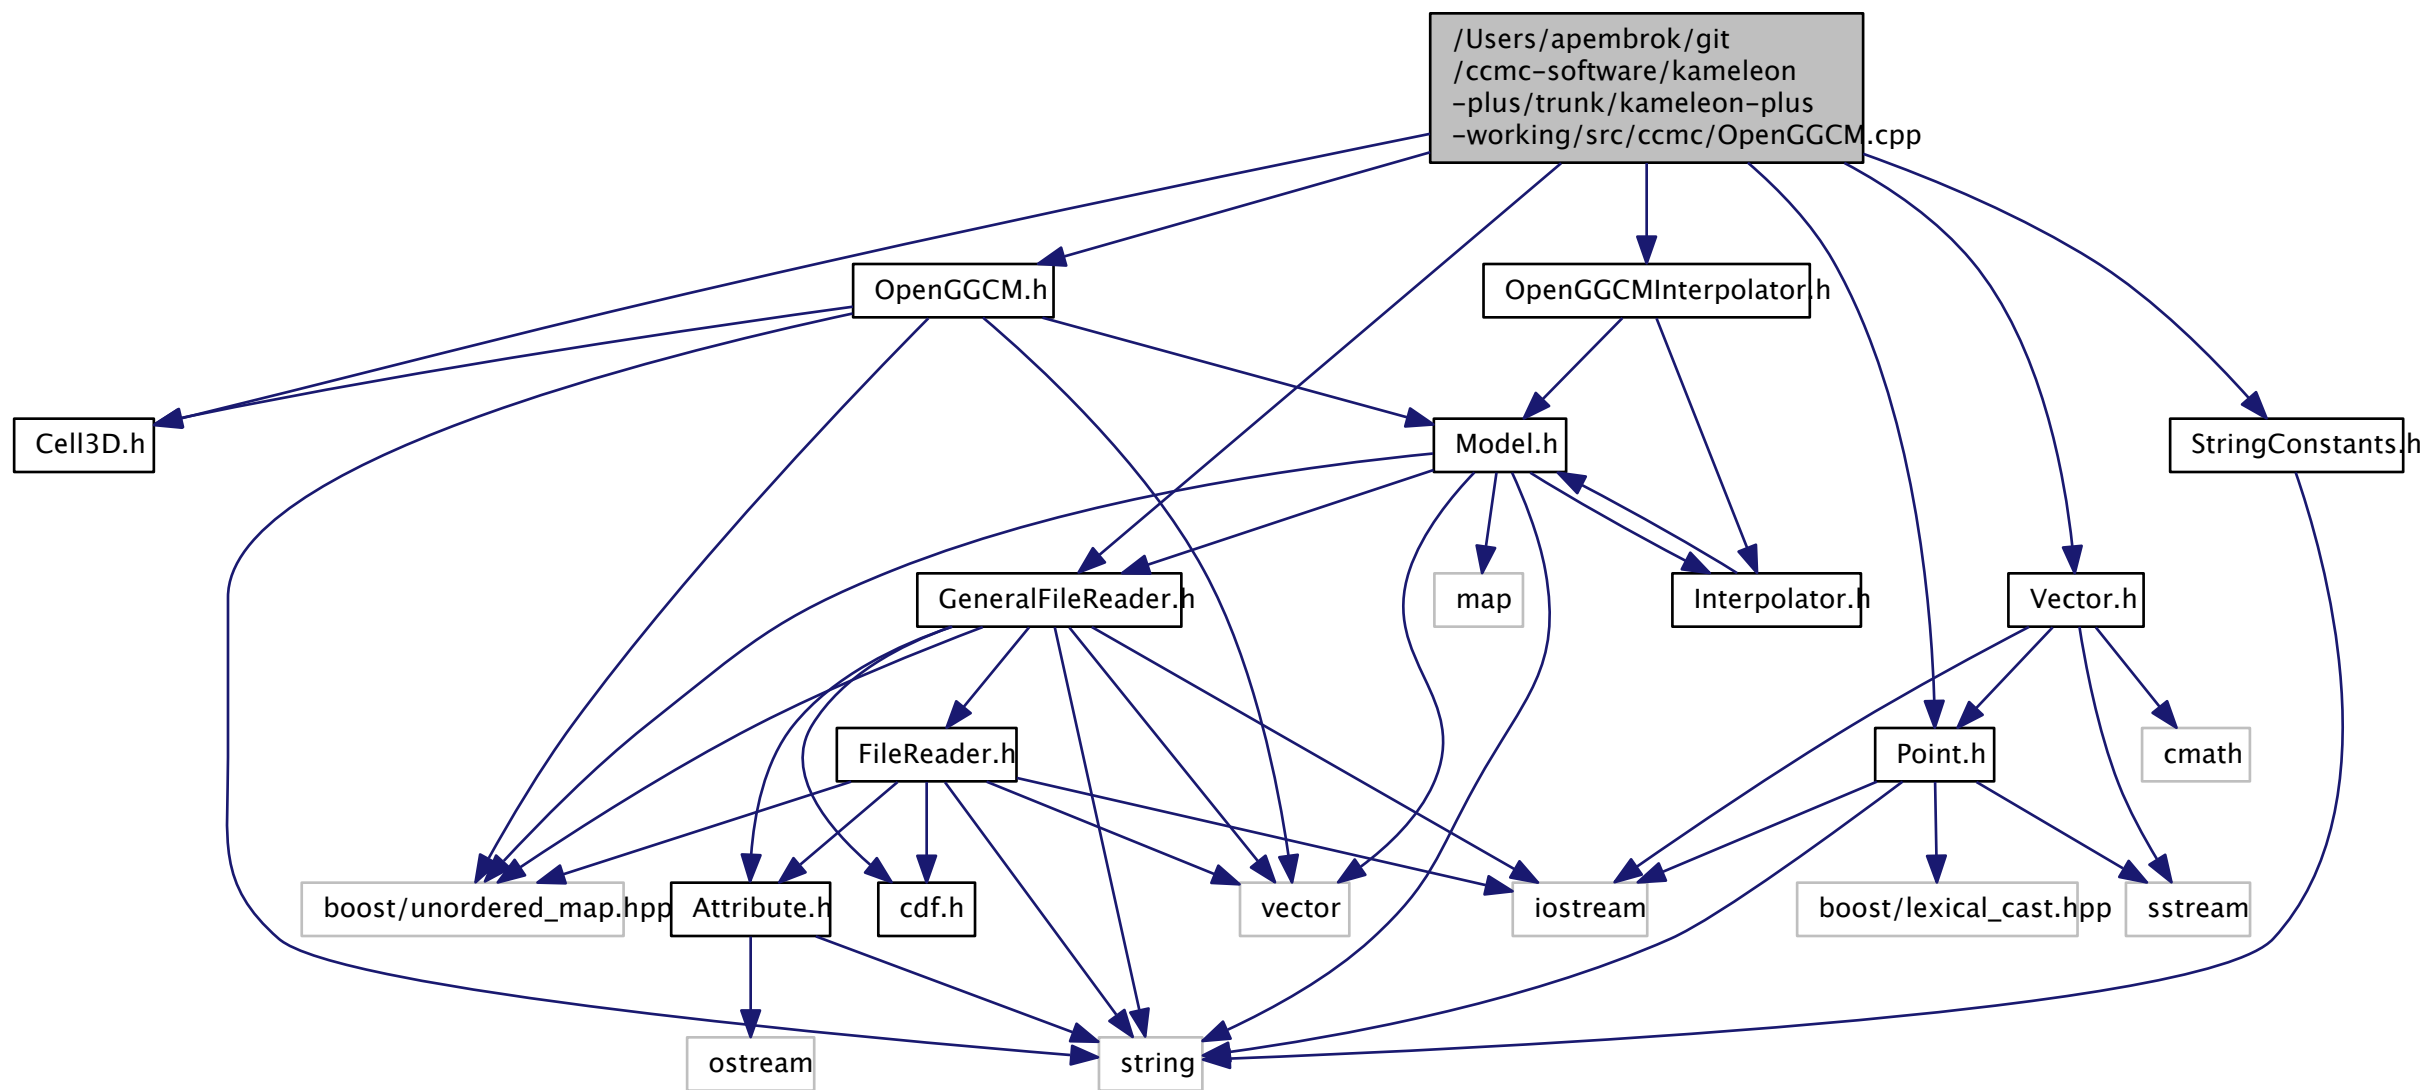 /Users/apembrok/git
/ccmc-software/kameleon
-plus/trunk/kameleon-plus
-working/src/ccmc/OpenGGCM.cpp
OpenGGCM.h
OpenGGCMInterpolator.h
Cell3D.h
Model.h
StringConstants.h
GeneralFileReader.h
map
Interpolator.h
Vector.h
FileReader.h
Point.h
cmath
boost/unordered_map.hpp
Attribute.h
cdf.h
vector
iostream
boost/lexical_cast.hpp
sstream
ostream
string